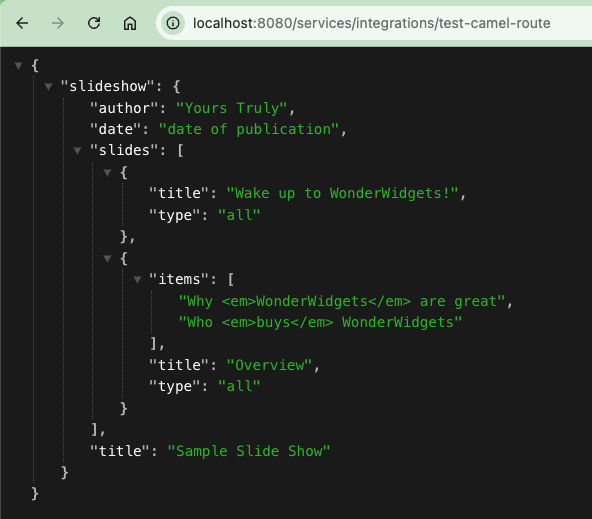 localhost:8080/services/integrations/test-camel-route
{
"slideshow": {
"author": "Yours Truly",
"date": "date of publication",
"slides": [
{
"title": "Wake up to WonderWidgets!",
"type": "all"
},
{
"items": [
"Why <em>WonderWidgets</em> are great",
"Who <em>buys</em> WonderWidgets"
],
"title": "Overview",
"type": "all"
}
],
"title": "Sample Slide Show"
}
}